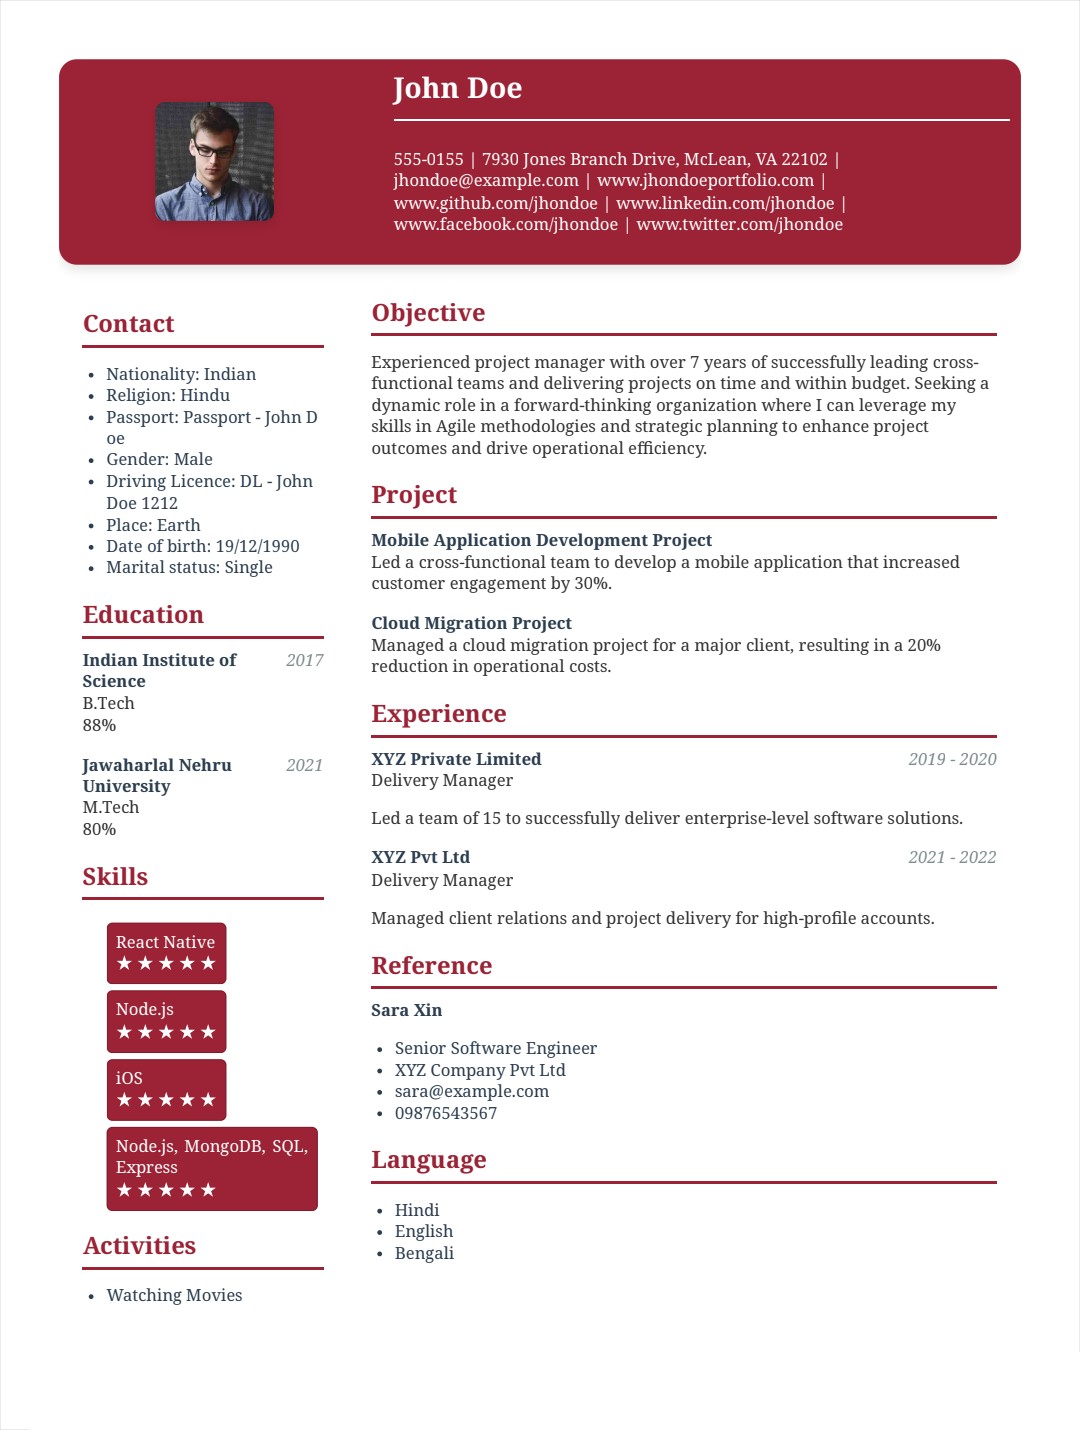 John Doe
555-0155 | 7930 Jones Branch Drive, McLean, VA 22102 |
jhondoe@example.com | www.jhondoeportfolio.com |
www.github.com/jhondoe | www.linkedin.com/jhondoe |
www.facebook.com/jhondoe | www.twitter.com/jhondoe
Contact
• Nationality: Indian
• Religion: Hindu
• Passport: Passport - John D
oe
• Gender: Male
• Driving Licence: DL - John
Doe 1212
• Place: Earth
• Date of birth: 19/12/1990
• Marital status: Single
Education
Indian Institute of 2017
Science
B.Tech
88%
Jawaharlal Nehru 2021
University
M.Tech
80%
Skills
React Native
★ ★ ★ ★ ★
Node.js
★ ★ ★ ★ ★
iOS
★ ★ ★ ★ ★
Node.js, MongoDB, SQL,
Express
★ ★ ★ ★ ★
Activities
• Watching Movies
Objective
Experienced project manager with over 7 years of successfully leading cross-
functional teams and delivering projects on time and within budget. Seeking a
dynamic role in a forward-thinking organization where I can leverage my
skills in Agile methodologies and strategic planning to enhance project
outcomes and drive operational efficiency.
Project
Mobile Application Development Project
Led a cross-functional team to develop a mobile application that increased
customer engagement by 30%.
Cloud Migration Project
Managed a cloud migration project for a major client, resulting in a 20%
reduction in operational costs.
Experience
XYZ Private Limited 2019 - 2020
Delivery Manager
Led a team of 15 to successfully deliver enterprise-level software solutions.
XYZ Pvt Ltd 2021 - 2022
Delivery Manager
Managed client relations and project delivery for high-profile accounts.
Reference
Sara Xin
• Senior Software Engineer
• XYZ Company Pvt Ltd
• sara@example.com
• 09876543567
Language
• Hindi
• English
• Bengali